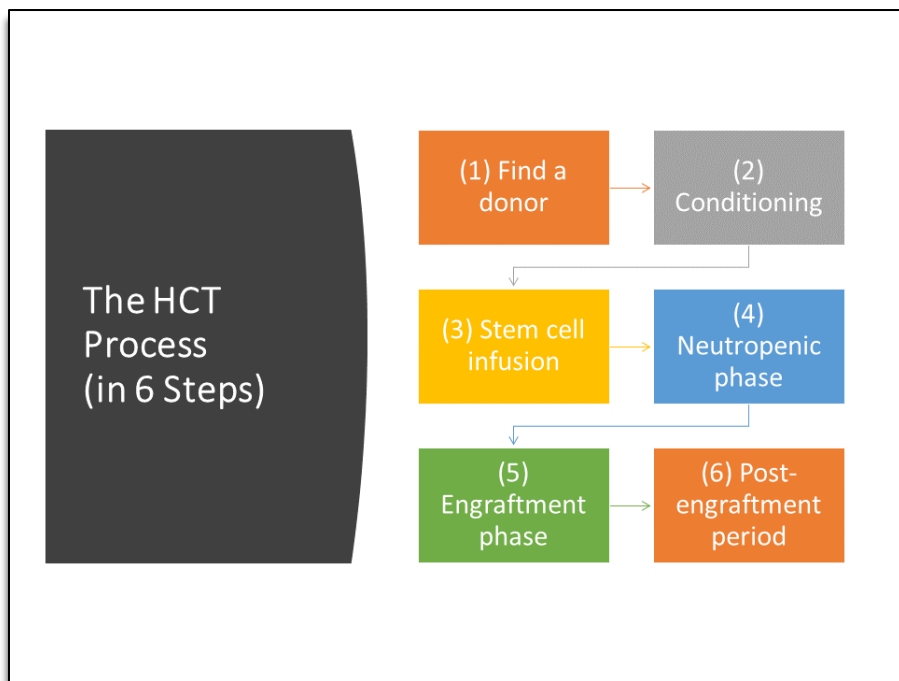 The HCT
Process
(in 6 Steps)
(1) Find a
donor
(2)
Conditioning
(3) Stem cell
infusion
(4)
Neutropenic
phase
(5)
Engraftment
phase
(6) Post-
engraftment
period